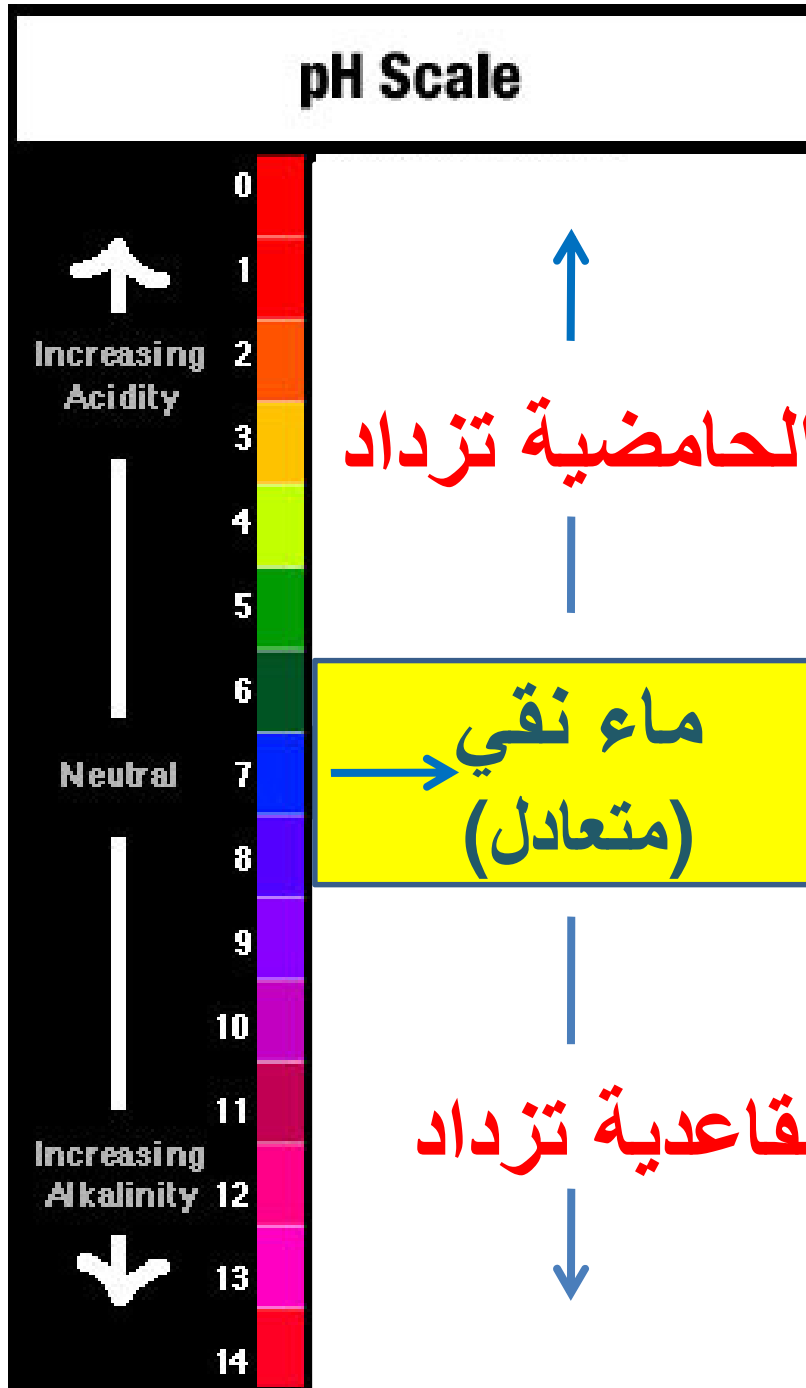 pH Scale
0
1
Increasing
Acidity
2
3
الحامضية تزداد
4
5
6
ماء نقي
Neutral
7
(متعادل)
8
9
10
11
قاعدية تزداد
Increasing
Alkalinity
12
13
14